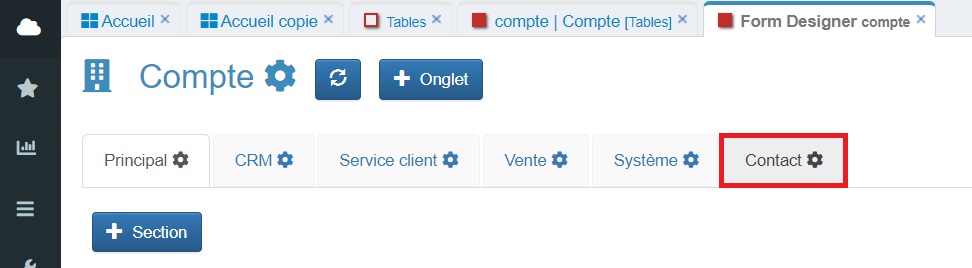 Accueil × Accueil copie × Tables × compte | Compte [Tables] × Form Designer compte ×
Compte + Onglet
Principal CRM Service client Vente Système Contact
+ Section